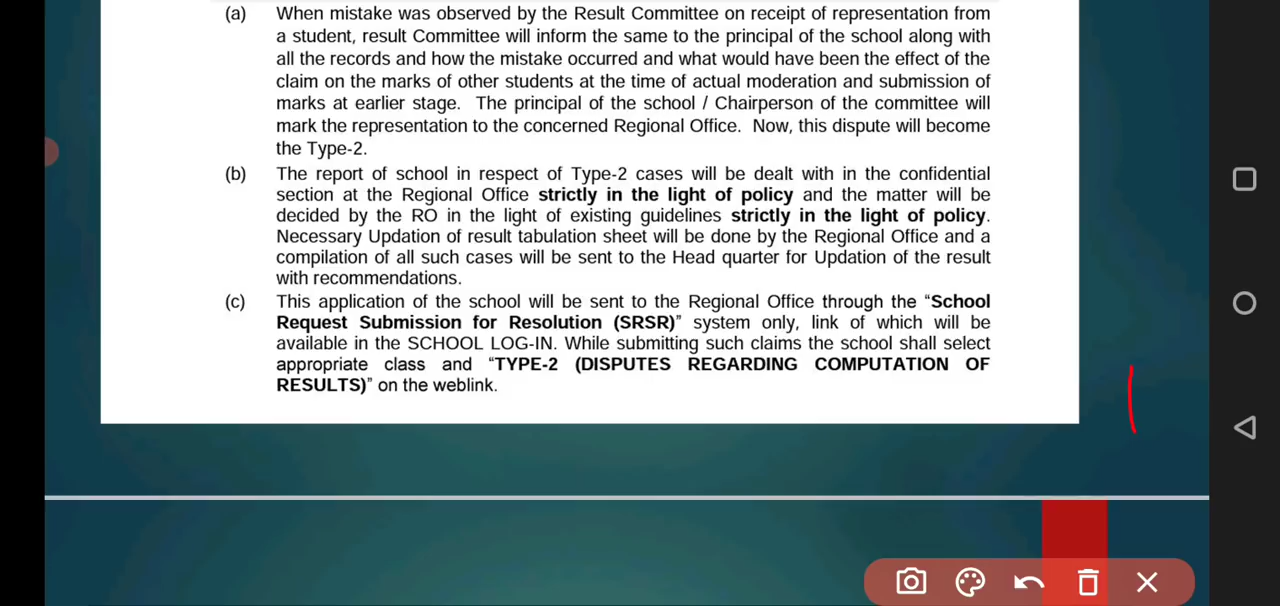 (a) When mistake was observed by the Result Committee on receipt of representation from
a student, result Committee will inform the same to the principal of the school along with
all the records and how the mistake occurred and what would have been the effect of the
claim on the marks of other students at the time of actual moderation and submission of
marks at earlier stage. The principal of the school / Chairperson of the committee will
mark the representation to the concerned Regional Office. Now, this dispute will become
the Type-2.
(b) The report of school in respect of Type-2 cases will be dealt with in the confidential
section at the Regional Office strictly in the light of policy and the matter will be
decided by the RO in the light of existing guidelines strictly in the light of policy.
Necessary Updation of result tabulation sheet will be done by the Regional Office and a
compilation of all such cases will be sent to the Head quarter for Updation of the result
with recommendations.
(c) This application of the school will be sent to the Regional Office through the “School
Request Submission for Resolution (SRSR)” system only, link of which will be
available in the SCHOOL LOG-IN. While submitting such claims the school shall select
appropriate class and “TYPE-2 (DISPUTES REGARDING COMPUTATION OF
RESULTS)” on the weblink.